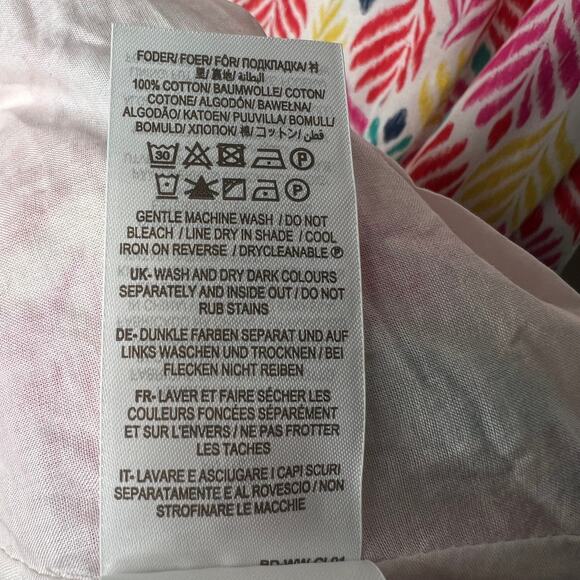 FODER/ FOER/ FÔR/ ПОДКЛАДКА/ 衬
里/ 裏地/ البطانة/
100% COTTON/ BAUMWOLLE/ COTON/
COTONE/ ALGODÓN/ BAWEŁNA/
ALGODÃO/ KATOEN/ PUUVILLA/ BOMULL/
BOMULD/ ХЛОПОК/ 棉/ コットン/ قطن/
30 P
P
GENTLE MACHINE WASH / DO NOT
BLEACH / LINE DRY IN SHADE / COOL
IRON ON REVERSE / DRYCLEANABLE Ⓟ
UK- WASH AND DRY DARK COLOURS
SEPARATELY AND INSIDE OUT / DO NOT
RUB STAINS
DE- DUNKLE FARBEN SEPARAT UND AUF
LINKS WASCHEN UND TROCKNEN / BEI
FLECKEN NICHT REIBEN
FR- LAVER ET FAIRE SÉCHER LES
COULEURS FONCÉES SÉPARÉMENT
ET SUR L'ENVERS / NE PAS FROTTER
LES TACHES
IT- LAVARE E ASCIUGARE I CAPI SCURI
SEPARATAMENTE E AL ROVESCIO / NON
STROFINARE LE MACCHIE